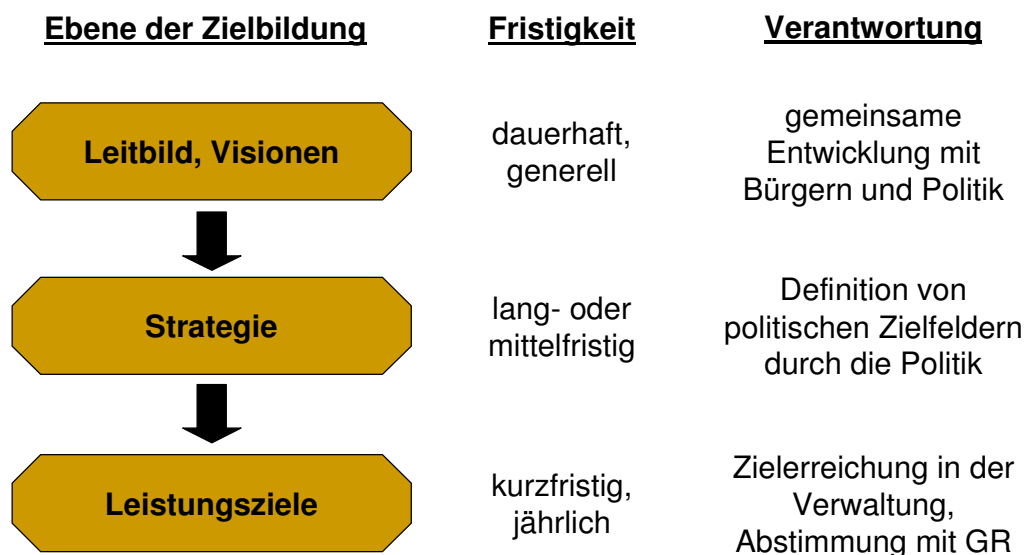 Ebene der Zielbildung
Fristigkeit
Verantwortung
Leitbild, Visionen
dauerhaft,
generell
gemeinsame
Entwicklung mit
Bürgern und Politik
Strategie
lang- oder
mittelfristig
Definition von
politischen Zielfeldern
durch die Politik
Leistungsziele
kurzfristig,
jährlich
Zielerreichung in der
Verwaltung,
Abstimmung mit GR